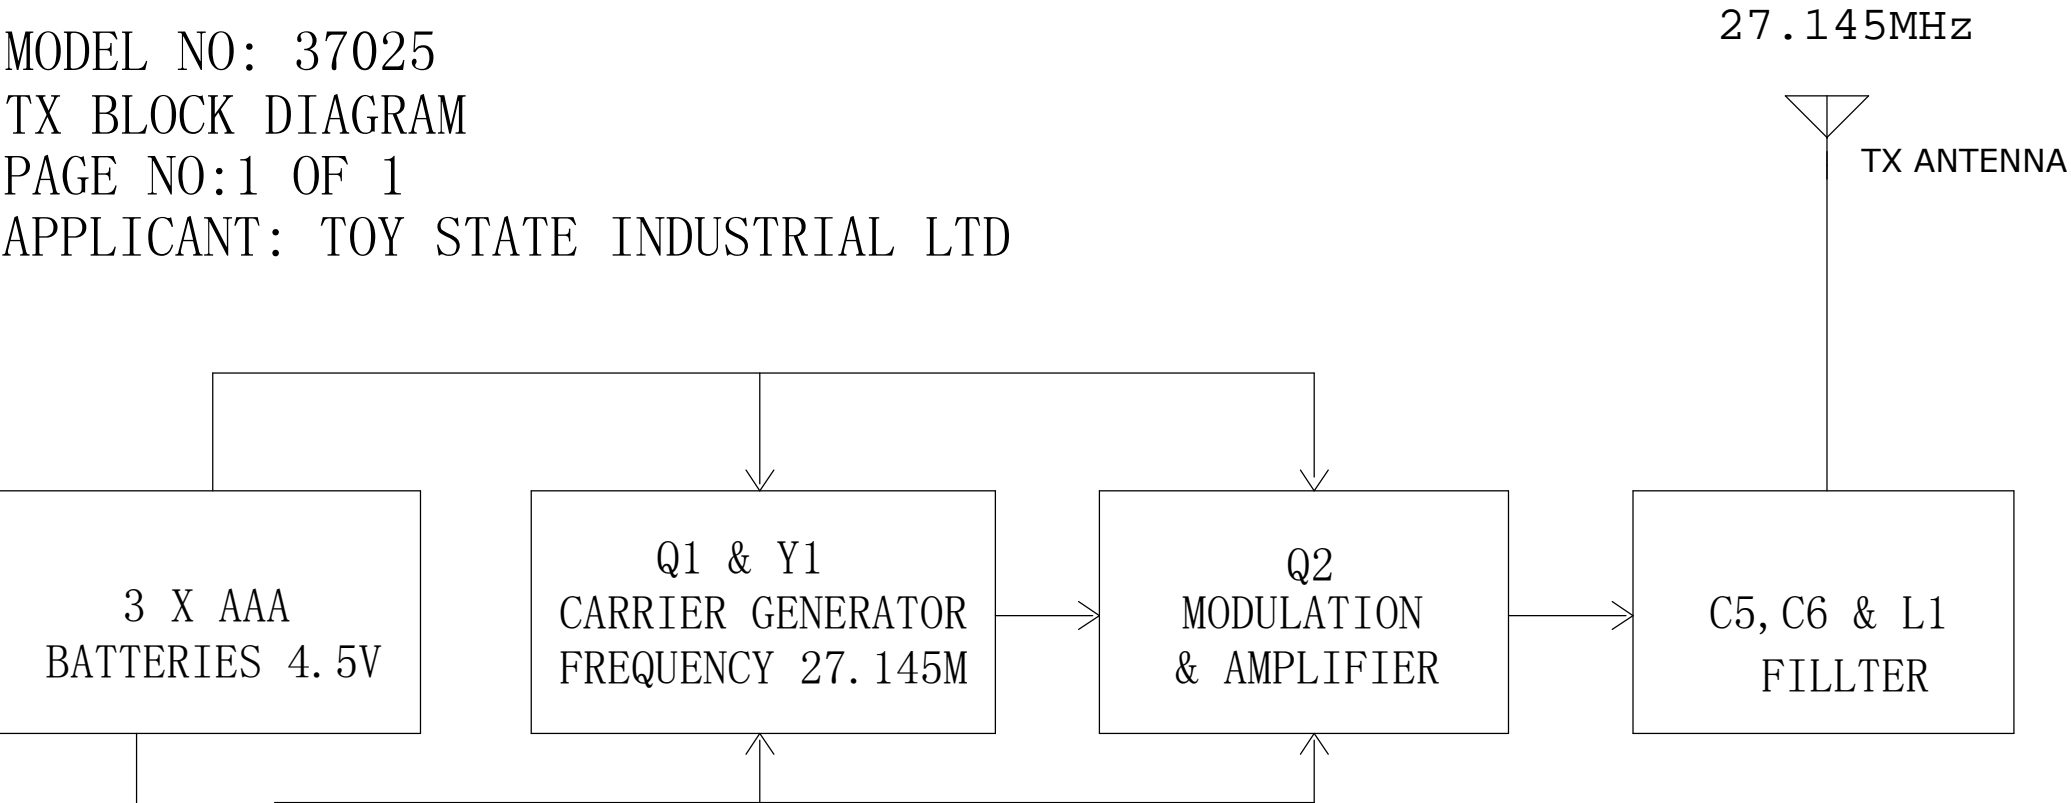 27.145MHz
MODEL NO: 37025
TX BLOCK DIAGRAM
PAGE NO:1 OF 1
APPLICANT: TOY STATE INDUSTRIAL LTD
TX ANTENNA
3 X AAA
BATTERIES 4.5V
Q1 & Y1
CARRIER GENERATOR
FREQUENCY 27.145M
Q2
MODULATION
& AMPLIFIER
C5,C6 & L1
FILLTER